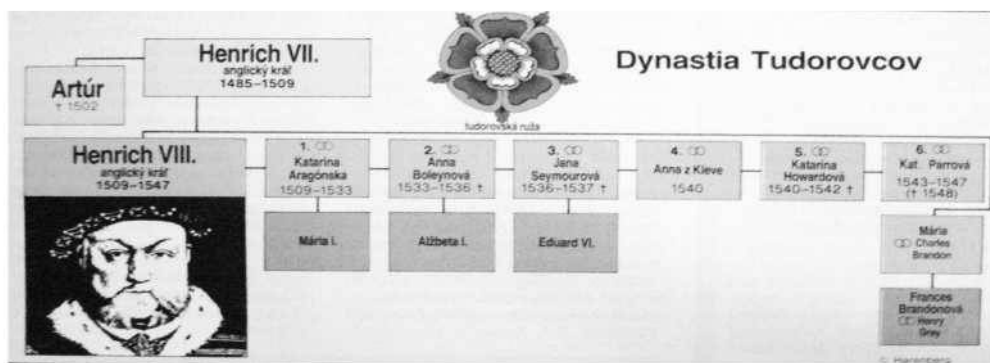 Henrich VII.
anglický kráľ
1485–1509
Artúr
† 1502
Dynastia Tudorovcov
tudorovská ruža
Henrich VIII.
anglický kráľ
1509–1547
1.
Katarína
Aragónska
1509–1533
2.
Anna
Boleynová
1533–1536 †
3.
Jana
Seymourová
1536–1537 †
4.
Anna z Kleve
1540
5.
Katarína
Howardová
1540–1542 †
6.
Kat. Parrová
1543–1547
(† 1548)
Mária I.
Alžbeta I.
Eduard VI.
Mária
Charles
Brandon
Frances
Brandonová
Henry
Gray
© Harenberg